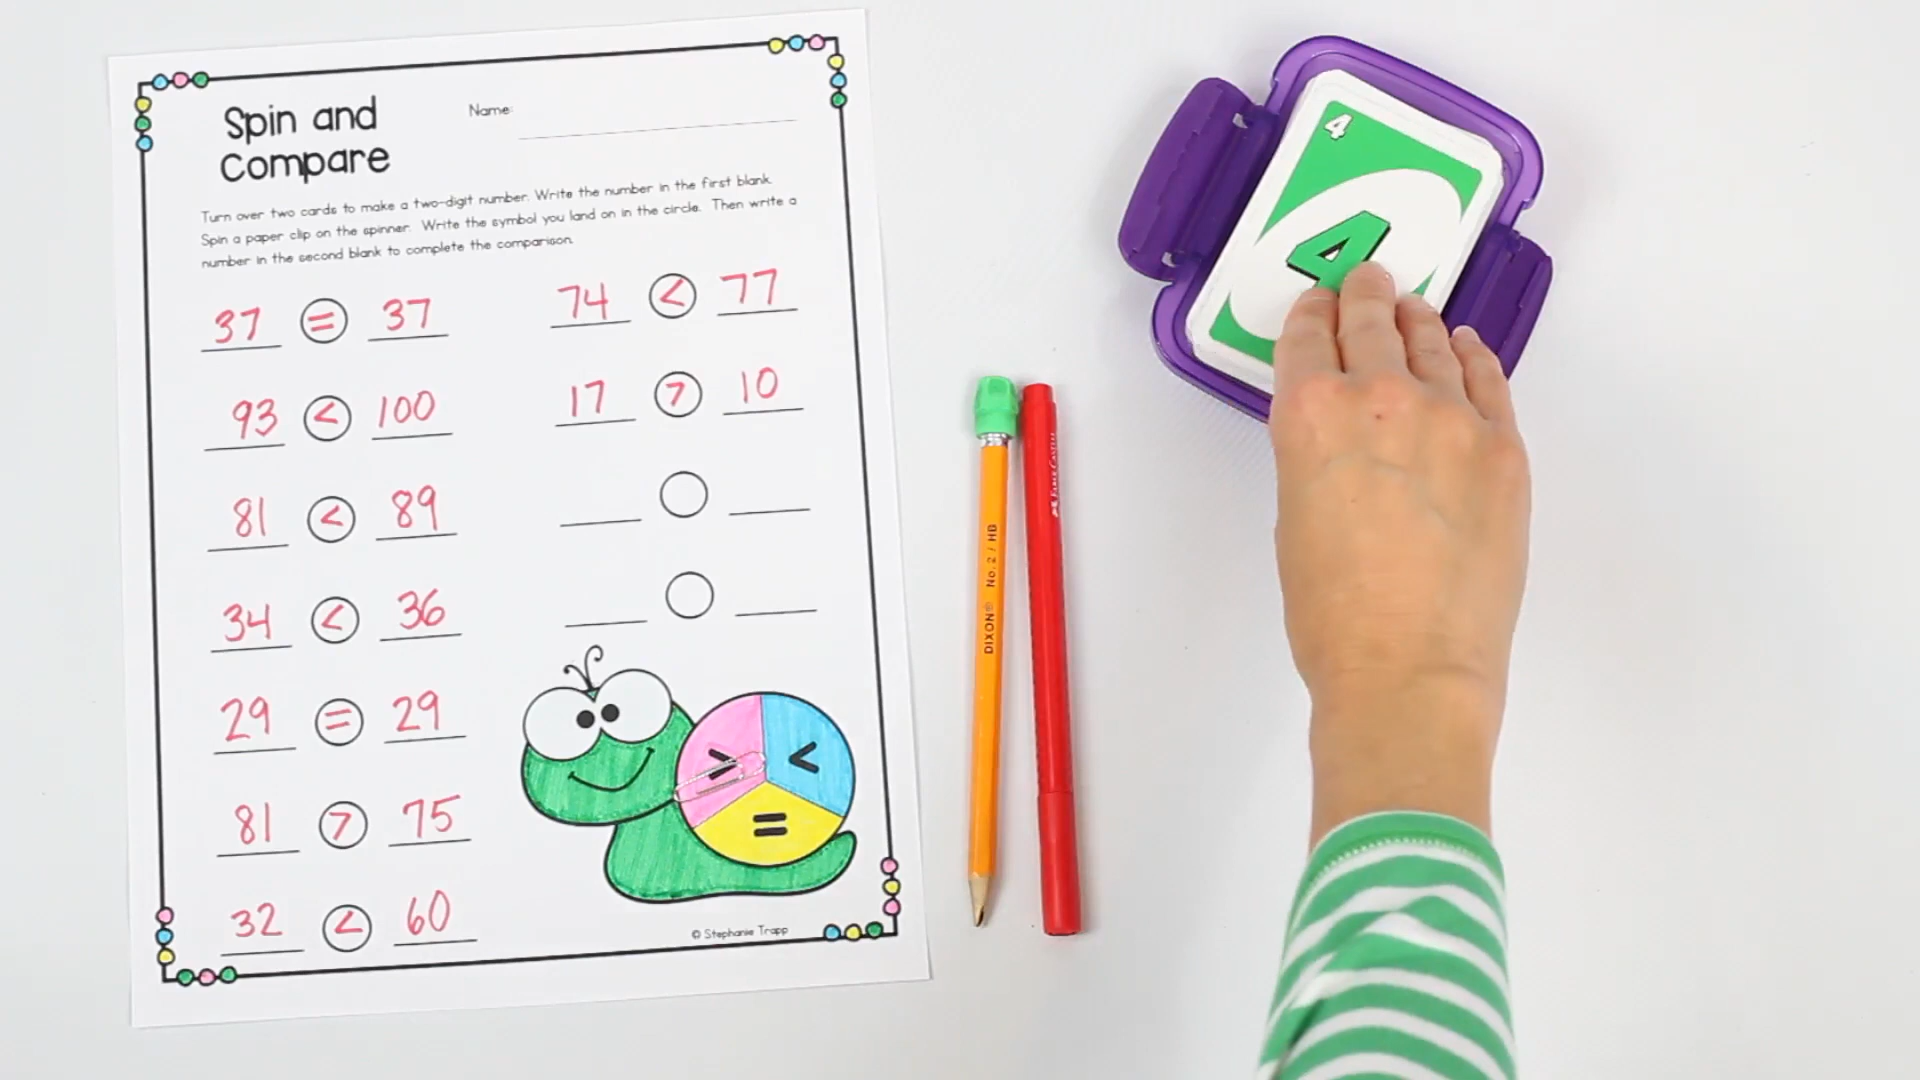 Spin and
Compare
Name:
Turn over two cards to make a two-digit number. Write the number in the first blank.
Spin a paper clip on the spinner. Write the symbol you land on in the circle. Then write a
number in the second blank to complete the comparison.
37 = 37
93 < 100
81 < 89
34 < 36
29 = 29
81 > 75
32 < 60
74 < 77
17 > 10
> <
=
© Stephanie Trapp
DIXON® No. 2 / HB
4
4